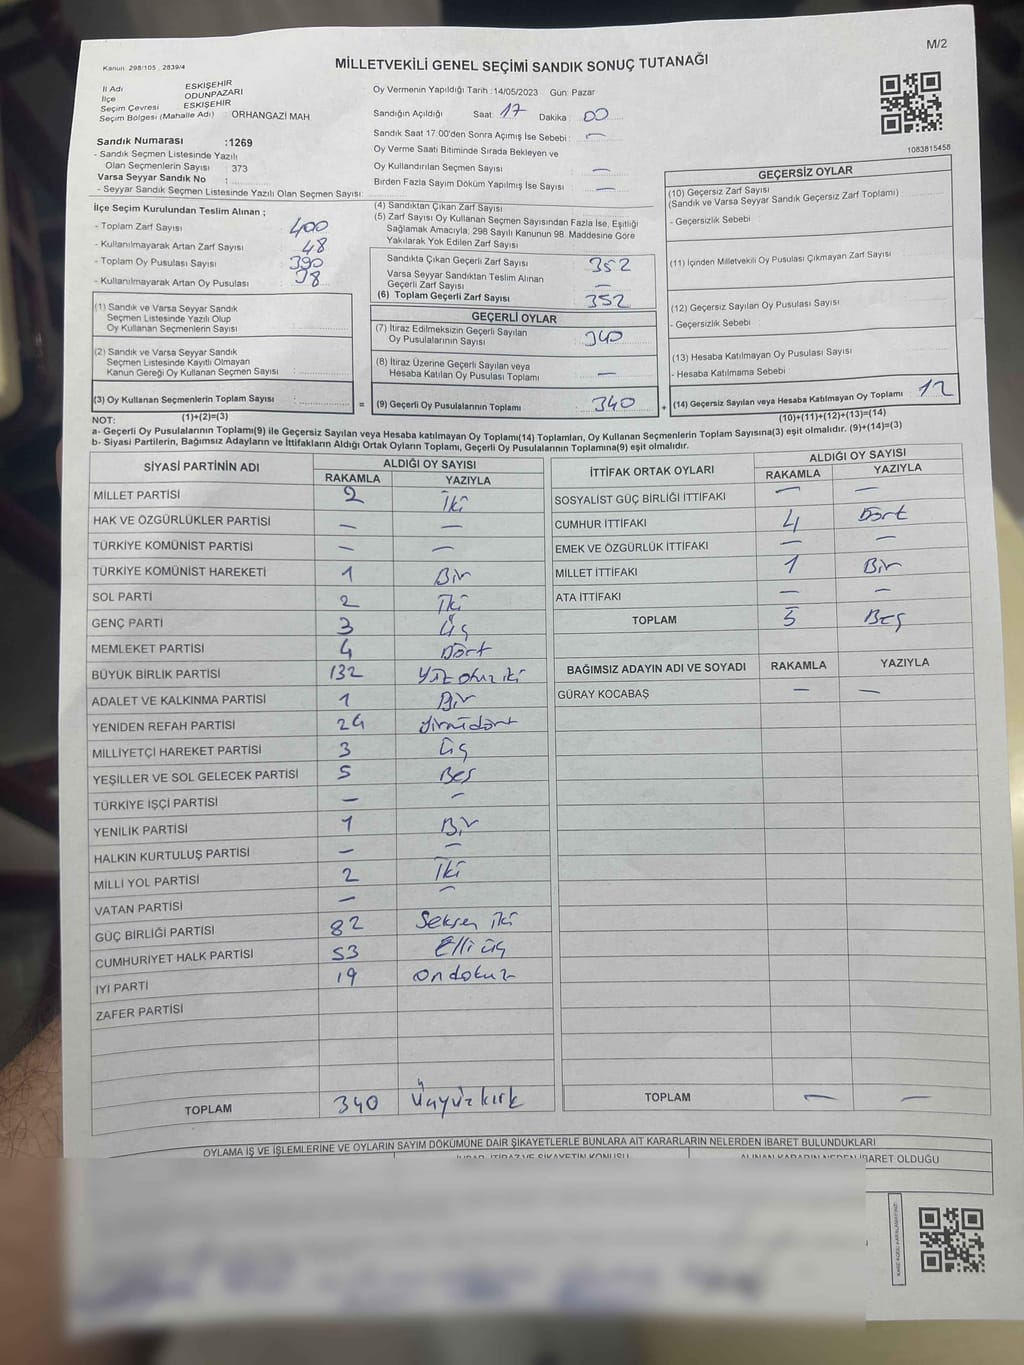 M/2
Kanun 298/105 , 2839/4
MİLLETVEKİLİ GENEL SEÇİMİ SANDIK SONUÇ TUTANAĞI
İl Adı ESKİŞEHİR
İlçe ODUNPAZARI
Seçim Çevresi ESKİŞEHİR
Seçim Bölgesi (Mahalle Adı) : ORHANGAZİ MAH
Sandık Numarası :1269
- Sandık Seçmen Listesinde Yazılı
Olan Seçmenlerin Sayısı : 373
Varsa Seyyar Sandık No :
- Seyyar Sandık Seçmen Listesinde Yazılı Olan Seçmen Sayısı:
Oy Vermenin Yapıldığı Tarih :14/05/2023 Gün: Pazar
Sandığın Açıldığı Saat: 17 Dakika : 00
Sandık Saat 17.00'den Sonra Açımış İse Sebebi : —
Oy Verme Saati Bitiminde Sırada Bekleyen ve
Oy Kullandırılan Seçmen Sayısı —
Birden Fazla Sayım Döküm Yapılmış İse Sayısı : —
1083815458
İlçe Seçim Kurulundan Teslim Alınan ;
- Toplam Zarf Sayısı : 400
- Kullanılmayarak Artan Zarf Sayısı : 48
- Toplam Oy Pusulası Sayısı : 390
- Kullanılmayarak Artan Oy Pusulası : 38
(1) Sandık ve Varsa Seyyar Sandık
Seçmen Listesinde Yazılı Olup
Oy Kullanan Seçmenlerin Sayısı :
(2) Sandık ve Varsa Seyyar Sandık
Seçmen Listesinde Kayıtlı Olmayan
Kanun Gereği Oy Kullanan Seçmen Sayısı :
(3) Oy Kullanan Seçmenlerin Toplam Sayısı :
(1)+(2)=(3)
(4) Sandıktan Çıkan Zarf Sayısı
(5) Zarf Sayısı Oy Kullanan Seçmen Sayısından Fazla İse, Eşitliği
Sağlamak Amacıyla; 298 Sayılı Kanunun 98. Maddesine Göre
Yakılarak Yok Edilen Zarf Sayısı
Sandıkta Çıkan Geçerli Zarf Sayısı : 352
Varsa Seyyar Sandıktan Teslim Alınan
Geçerli Zarf Sayısı : —
(6) Toplam Geçerli Zarf Sayısı : 352
GEÇERLİ OYLAR
(7) İtiraz Edilmeksizin Geçerli Sayılan
Oy Pusulalarının Sayısı : 340
(8) İtiraz Üzerine Geçerli Sayılan veya
Hesaba Katılan Oy Pusulası Toplamı : —
= (9) Geçerli Oy Pusulalarının Toplamı : 340
GEÇERSİZ OYLAR
(10) Geçersiz Zarf Sayısı
(Sandık ve Varsa Seyyar Sandık Geçersiz Zarf Toplamı)
- Geçersizlik Sebebi :
(11) İçinden Milletvekili Oy Pusulası Çıkmayan Zarf Sayısı
(12) Geçersiz Sayılan Oy Pusulası Sayısı
- Geçersizlik Sebebi :
(13) Hesaba Katılmayan Oy Pusulası Sayısı
- Hesaba Katılmama Sebebi :
+ (14) Geçersiz Sayılan veya Hesaba Katılmayan Oy Toplamı : 12
(10)+(11)+(12)+(13)=(14)
NOT:
a- Geçerli Oy Pusulalarının Toplamı(9) ile Geçersiz Sayılan veya Hesaba katılmayan Oy Toplamı(14) Toplamları, Oy Kullanan Seçmenlerin Toplam Sayısına(3) eşit olmalıdır. (9)+(14)=(3)
b- Siyasi Partilerin, Bağımsız Adayların ve İttifakların Aldığı Ortak Oyların Toplamı, Geçerli Oy Pusulalarının Toplamına(9) eşit olmalıdır.
SİYASİ PARTİNİN ADI ALDIĞI OY SAYISI
RAKAMLA YAZIYLA
MİLLET PARTİSİ 2 İki
HAK VE ÖZGÜRLÜKLER PARTİSİ — —
TÜRKİYE KOMÜNİST PARTİSİ — —
TÜRKİYE KOMÜNİST HAREKETİ 1 Bir
SOL PARTİ 2 İki
GENÇ PARTİ 3 Üç
MEMLEKET PARTİSİ 4 Dört
BÜYÜK BİRLİK PARTİSİ 132 Yüz otuz iki
ADALET VE KALKINMA PARTİSİ 1 Bir
YENİDEN REFAH PARTİSİ 24 Yirmidört
MİLLİYETÇİ HAREKET PARTİSİ 3 Üç
YEŞİLLER VE SOL GELECEK PARTİSİ 5 Beş
TÜRKİYE İŞÇİ PARTİSİ — —
YENİLİK PARTİSİ 1 Bir
HALKIN KURTULUŞ PARTİSİ — —
MİLLİ YOL PARTİSİ 2 İki
VATAN PARTİSİ — —
GÜÇ BİRLİĞİ PARTİSİ 82 Seksen iki
CUMHURİYET HALK PARTİSİ 53 Elli üç
İYİ PARTİ 19 Ondokuz
ZAFER PARTİSİ
TOPLAM 340 Üçyüzkırk
İTTİFAK ORTAK OYLARI ALDIĞI OY SAYISI
RAKAMLA YAZIYLA
SOSYALİST GÜÇ BİRLİĞİ İTTİFAKI — —
CUMHUR İTTİFAKI 4 Dört
EMEK VE ÖZGÜRLÜK İTTİFAKI — —
MİLLET İTTİFAKI 1 Bir
ATA İTTİFAKI — —
TOPLAM 5 Beş
BAĞIMSIZ ADAYIN ADI VE SOYADI RAKAMLA YAZIYLA
GÜRAY KOCABAŞ — —
TOPLAM — —
OYLAMA İŞ VE İŞLEMLERİNE VE OYLARIN SAYIM DÖKÜMÜNE DAİR ŞİKAYETLERLE BUNLARA AİT KARARLARIN NELERDEN İBARET BULUNDUKLARI
İTİRAZ VE ŞİKAYETİN KONUSU ALINAN KARARIN NEDEN İBARET OLDUĞU